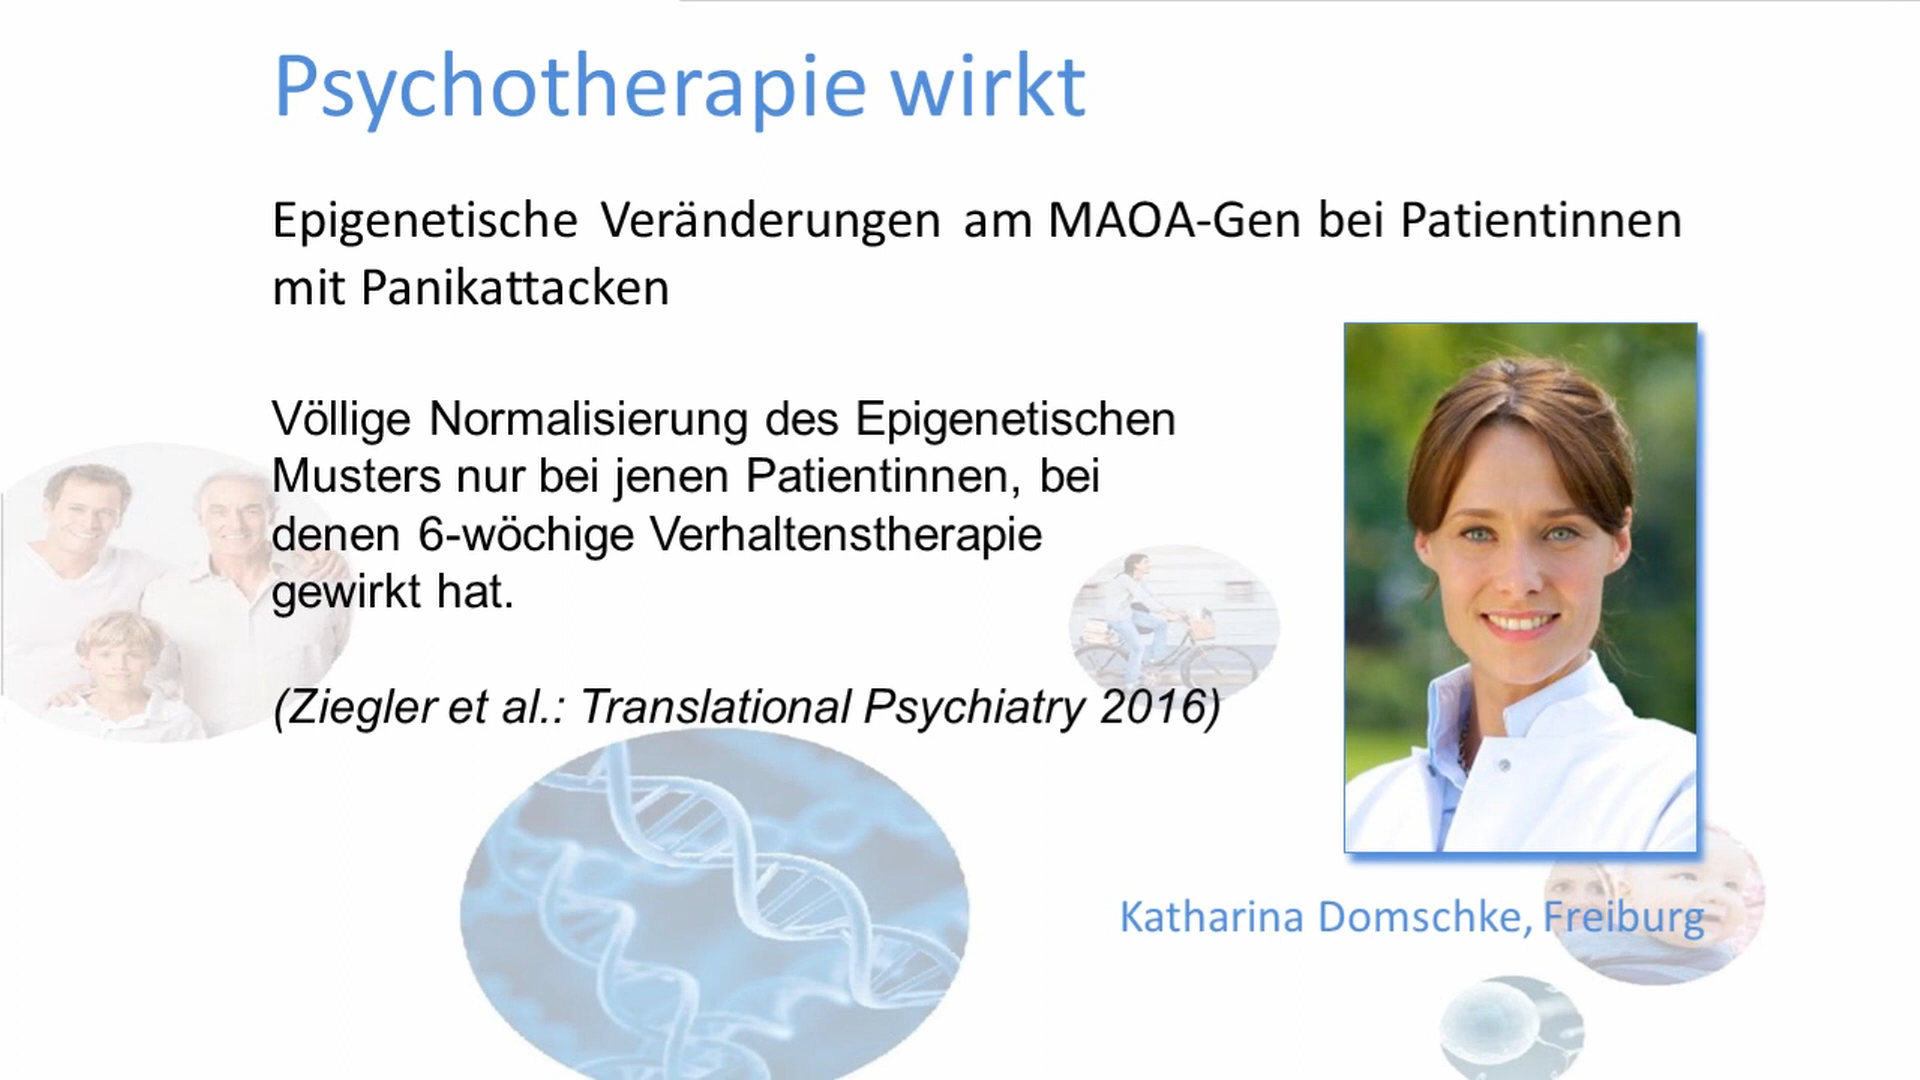 Psychotherapie wirkt
Epigenetische Veränderungen am MAOA-Gen bei Patientinnen
mit Panikattacken
Völlige Normalisierung des Epigenetischen
Musters nur bei jenen Patientinnen, bei
denen 6-wöchige Verhaltenstherapie
gewirkt hat.
(Ziegler et al.: Translational Psychiatry 2016)
Katharina Domschke, Freiburg